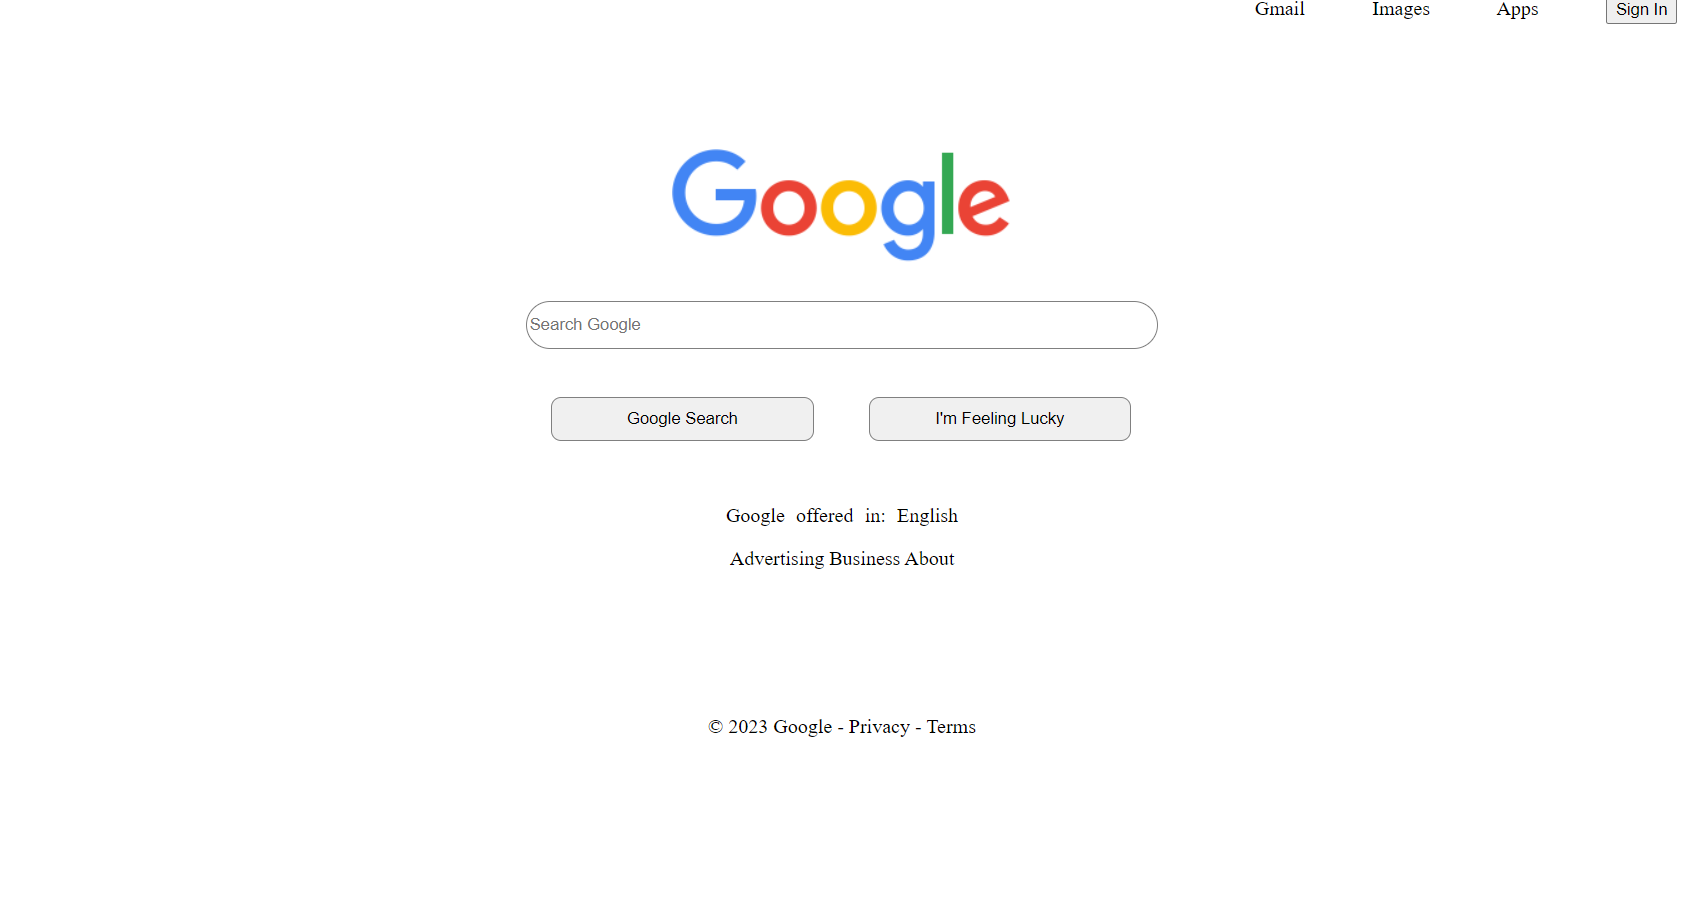 Gmail Images Apps Sign In
Google
Search Google
Google Search I'm Feeling Lucky
Google offered in: English
Advertising Business About
© 2023 Google - Privacy - Terms